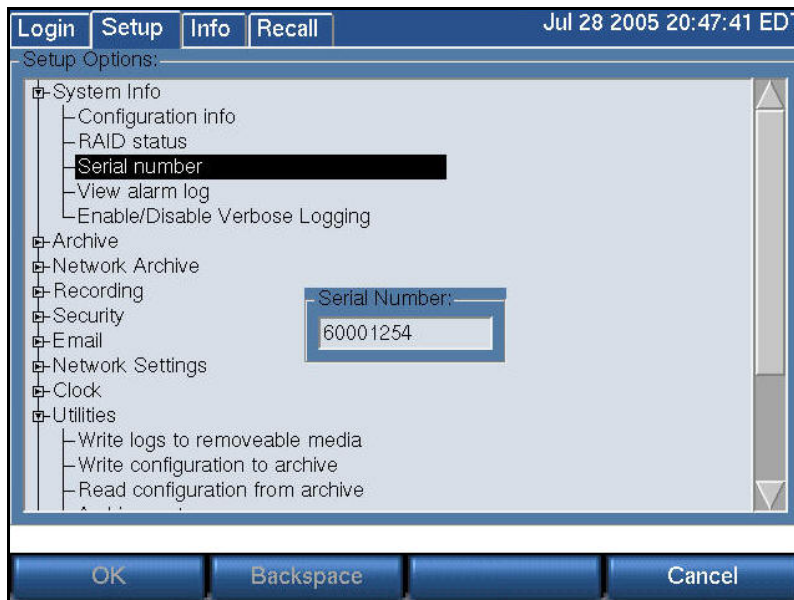 Login Setup Info Recall Jul 28 2005 20:47:41 EDT
Setup Options:
System Info
Configuration info
RAID status
Serial number
View alarm log
Enable/Disable Verbose Logging
Archive
Network Archive
Recording
Security
Email
Network Settings
Clock
Utilities
Write logs to removeable media
Write configuration to archive
Read configuration from archive
Serial Number:
60001254
OK Backspace Cancel